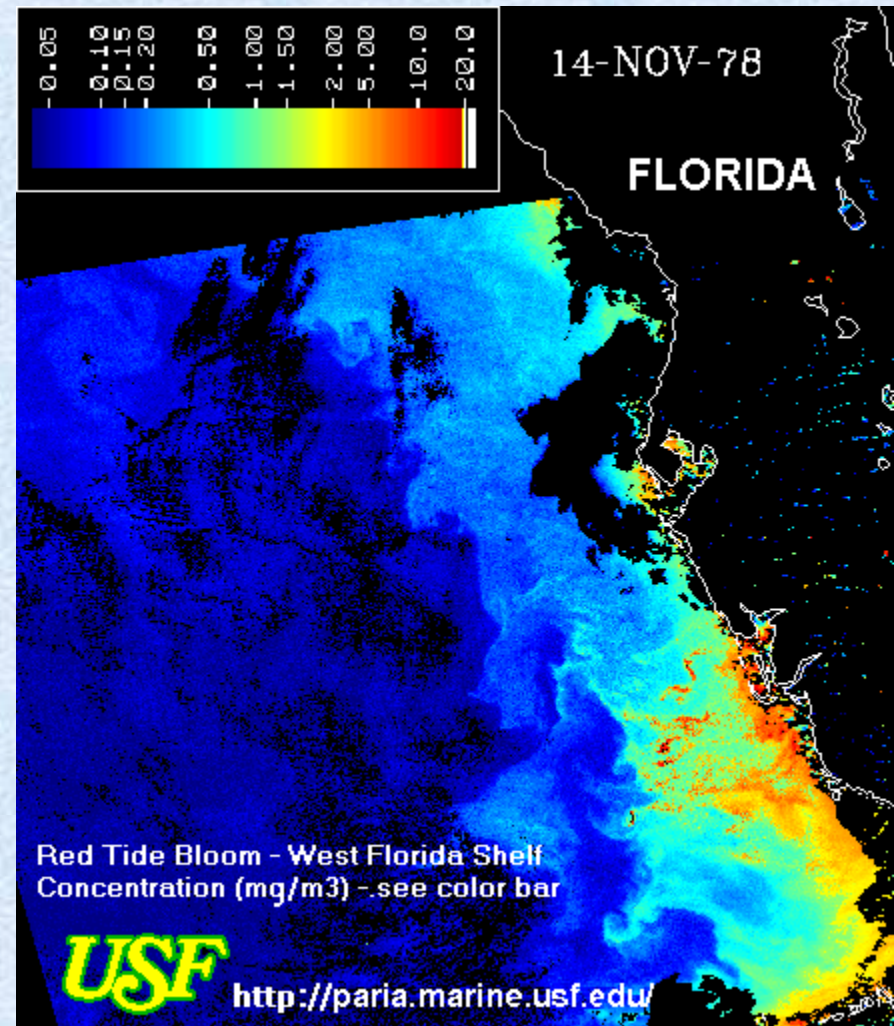 0.05
0.10
0.15
0.20
0.50
1.00
1.50
2.00
5.00
10.0
20.0
14-NOV-78
FLORIDA
Red Tide Bloom - West Florida Shelf
Concentration (mg/m3) -.see color bar
USF
http://paria.marine.usf.edu/